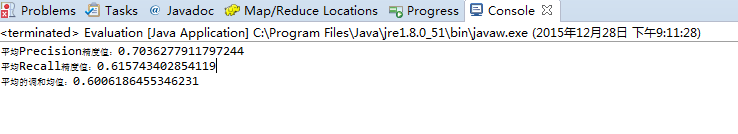 Problems Tasks @ Javadoc Map/Reduce Locations Progress Console
<terminated> Evaluation [Java Application] C:\Program Files\Java\jre1.8.0_51\bin\javaw.exe (2015年12月28日 下午9:11:28)
平均Precision精度值：0.7036277911797244
平均Recall精度值：0.615743402854119
平均的调和均值：0.6006186455346231